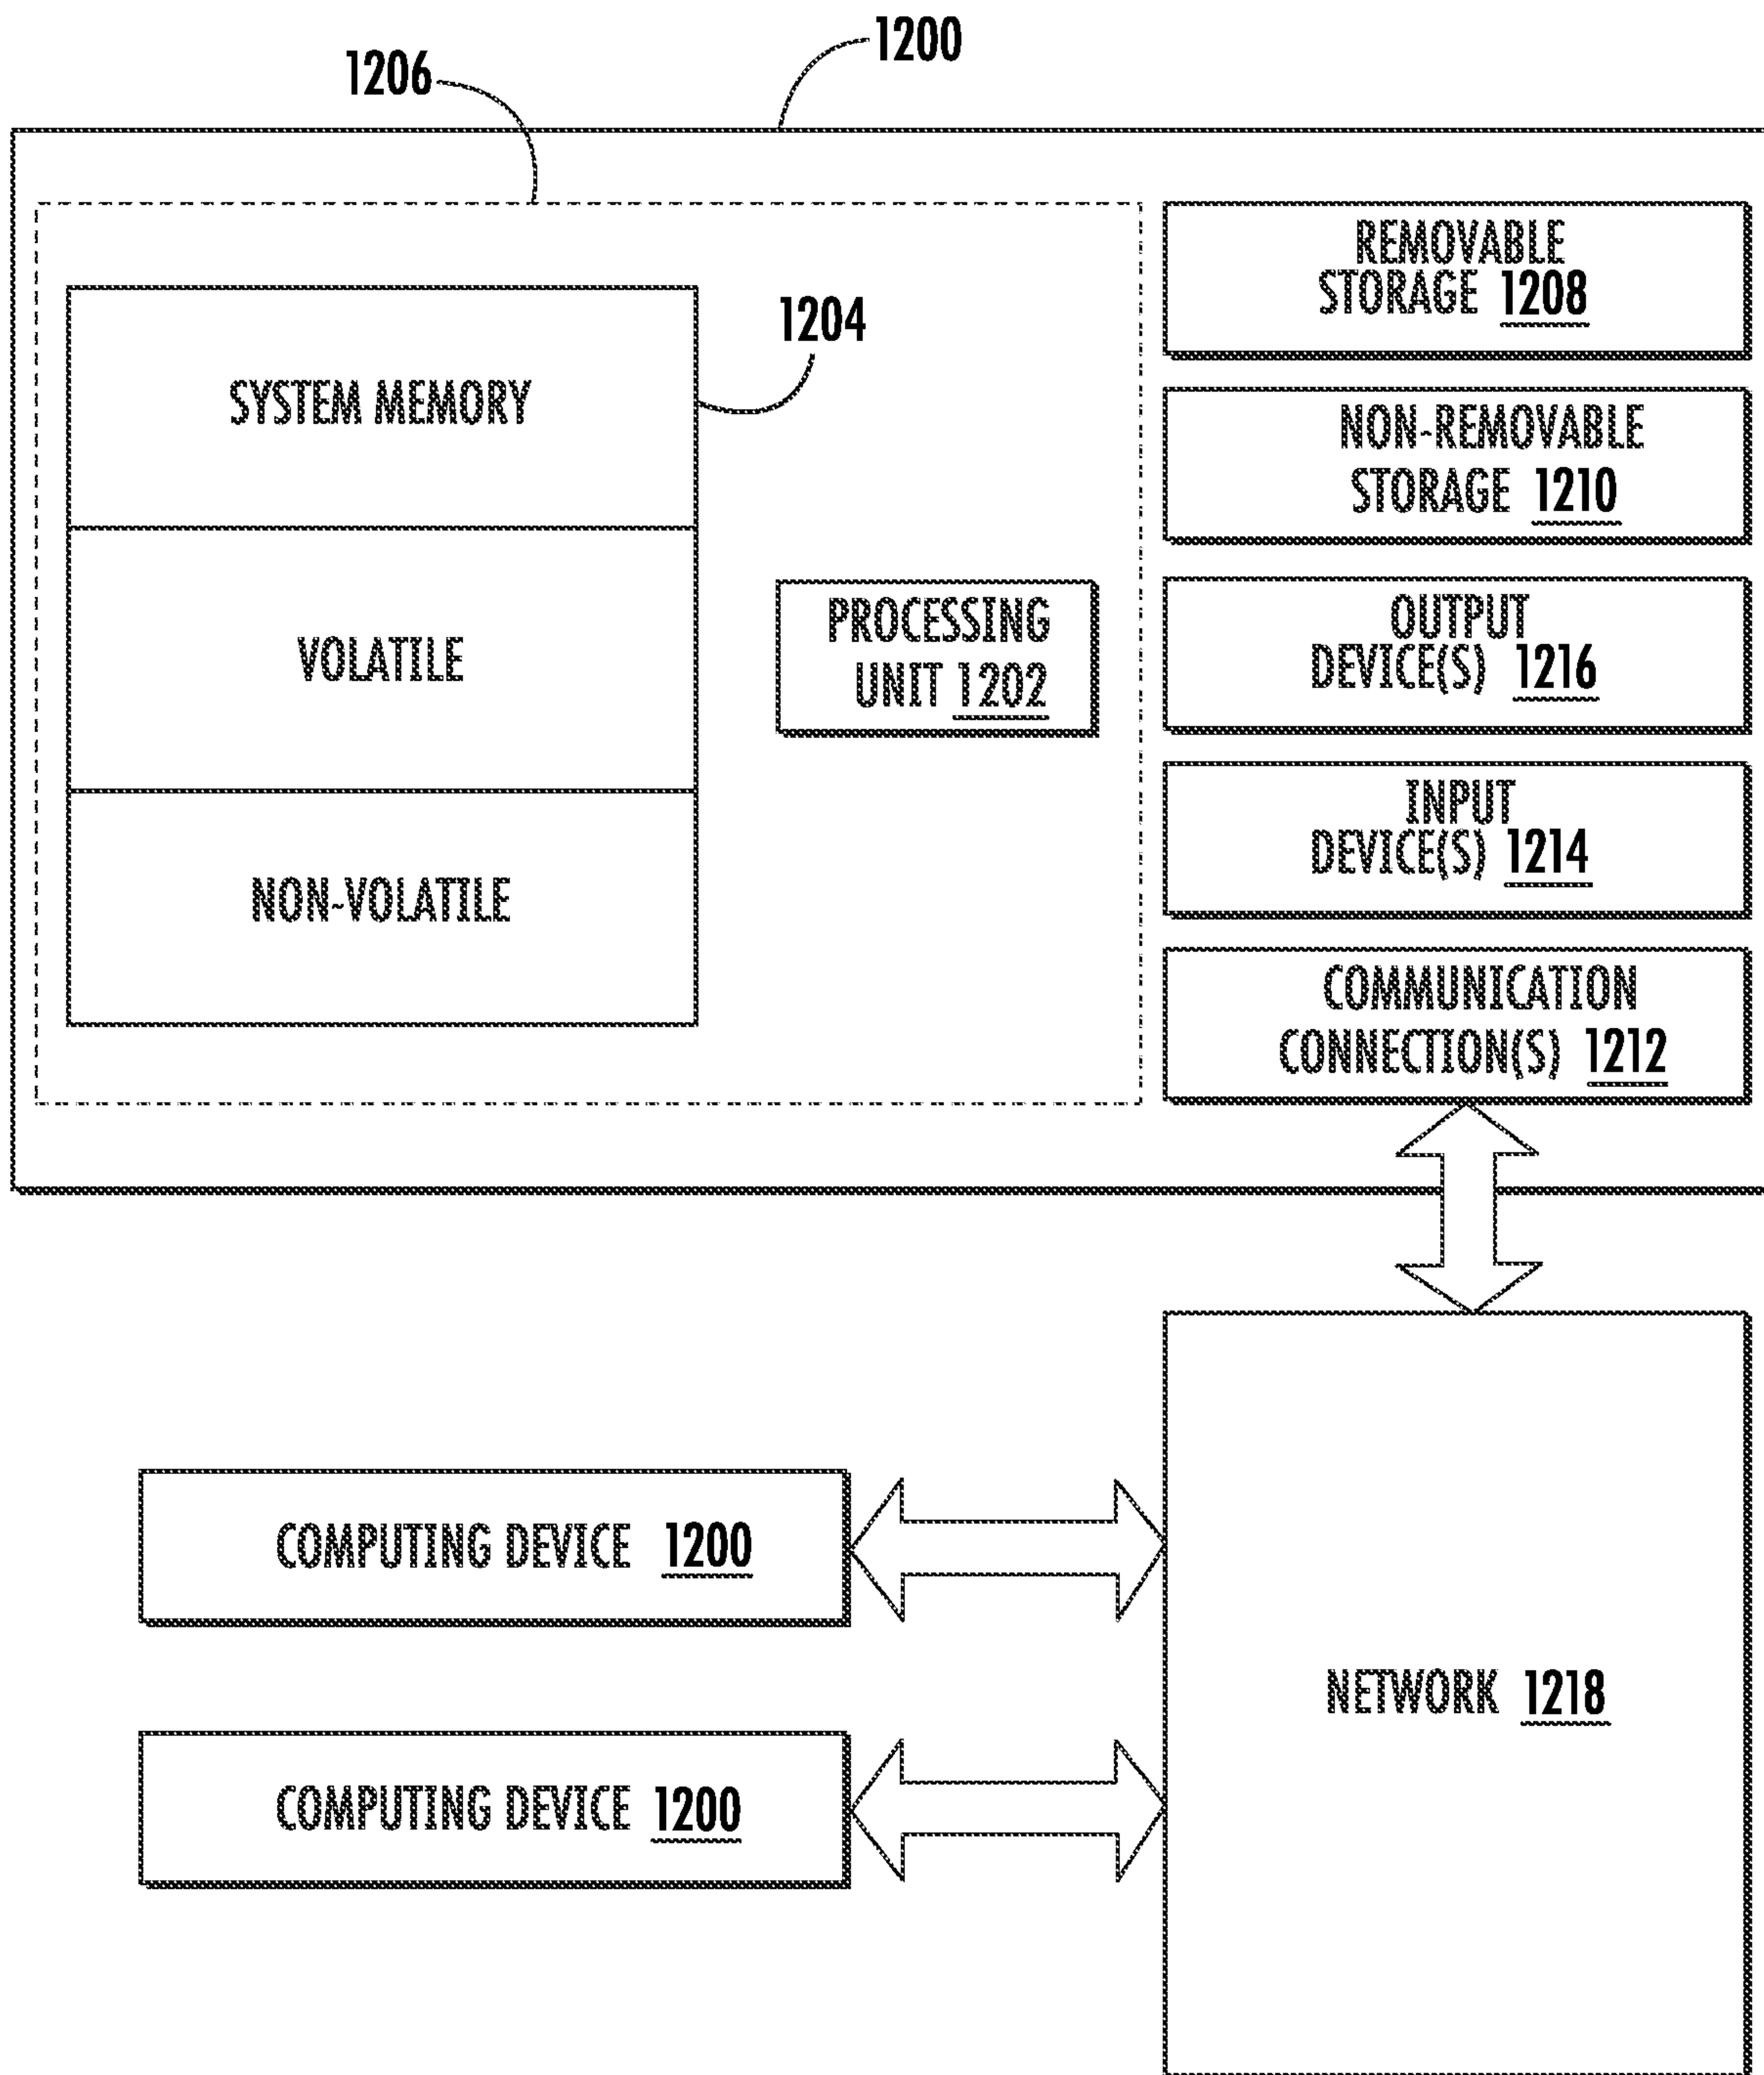 1200
1206
REMOVABLE
STORAGE 1208
1204
SYSTEM MEMORY
NON-REMOVABLE
STORAGE 1210
VOLATILE
PROCESSING
UNIT 1202
OUTPUT
DEVICE(S) 1216
INPUT
DEVICE(S) 1214
NON-VOLATILE
COMMUNICATION
CONNECTION(S) 1212
COMPUTING DEVICE 1200
NETWORK 1218
COMPUTING DEVICE 1200